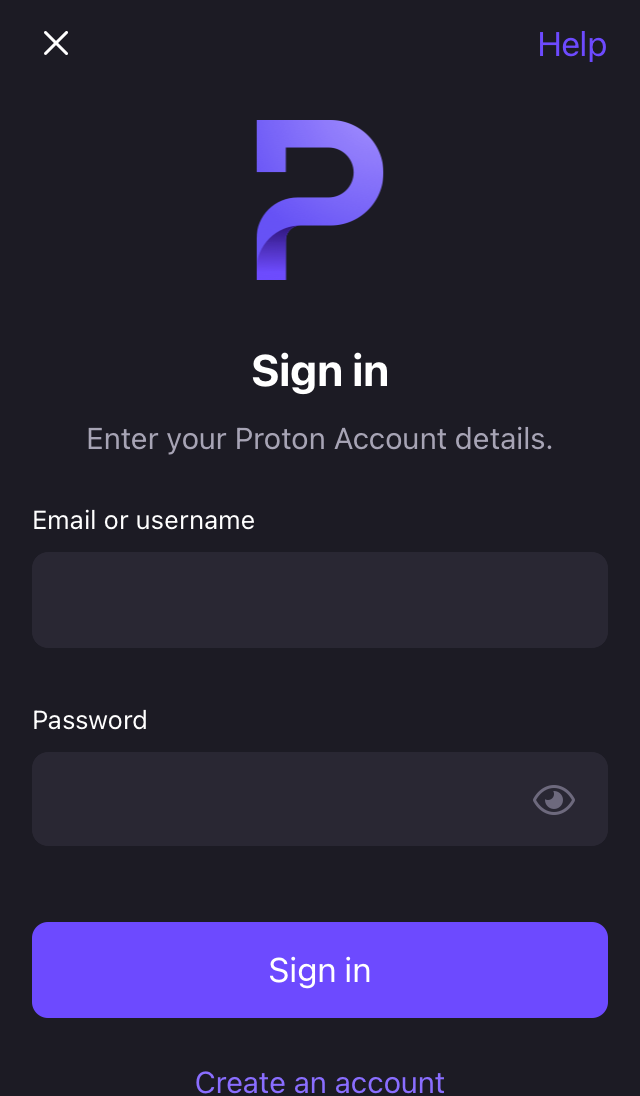 Help
Sign in
Enter your Proton Account details.
Email or username
Password
Sign in
Create an account